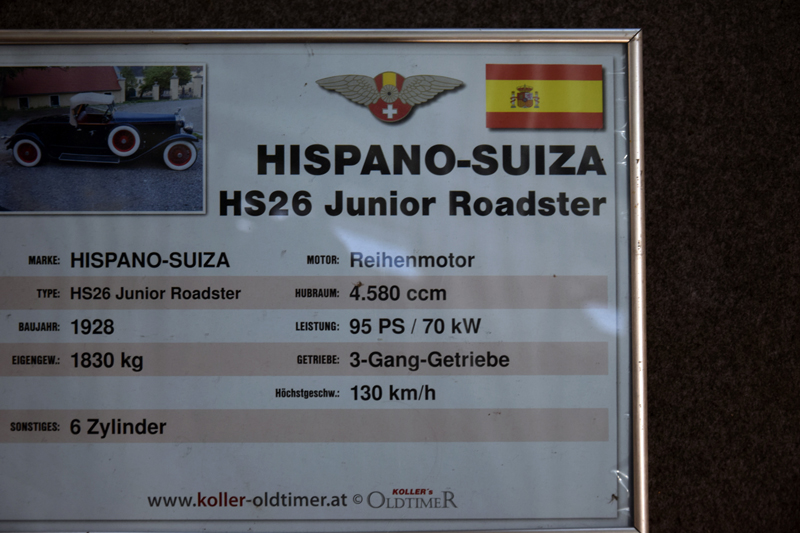 HISPANO-SUIZA
HS26 Junior Roadster
MARKE: HISPANO-SUIZA MOTOR: Reihenmotor
TYPE: HS26 Junior Roadster HUBRAUM: 4.580 ccm
BAUJAHR: 1928 LEISTUNG: 95 PS / 70 kW
EIGENGEW.: 1830 kg GETRIEBE: 3-Gang-Getriebe
Höchstgeschw.: 130 km/h
SONSTIGES: 6 Zylinder
www.koller-oldtimer.at © KOLLER's OLDTIMER